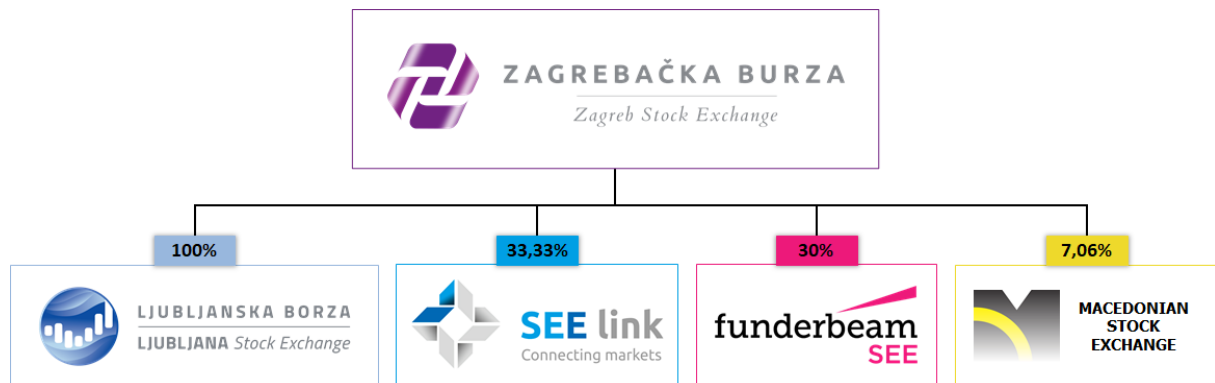 ZAGREBAČKA BURZA
Zagreb Stock Exchange
100%
33,33%
30%
7,06%
LJUBLJANSKA BORZA
LJUBLJANA Stock Exchange
SEE link
Connecting markets
funderbeam
SEE
MACEDONIAN
STOCK
EXCHANGE